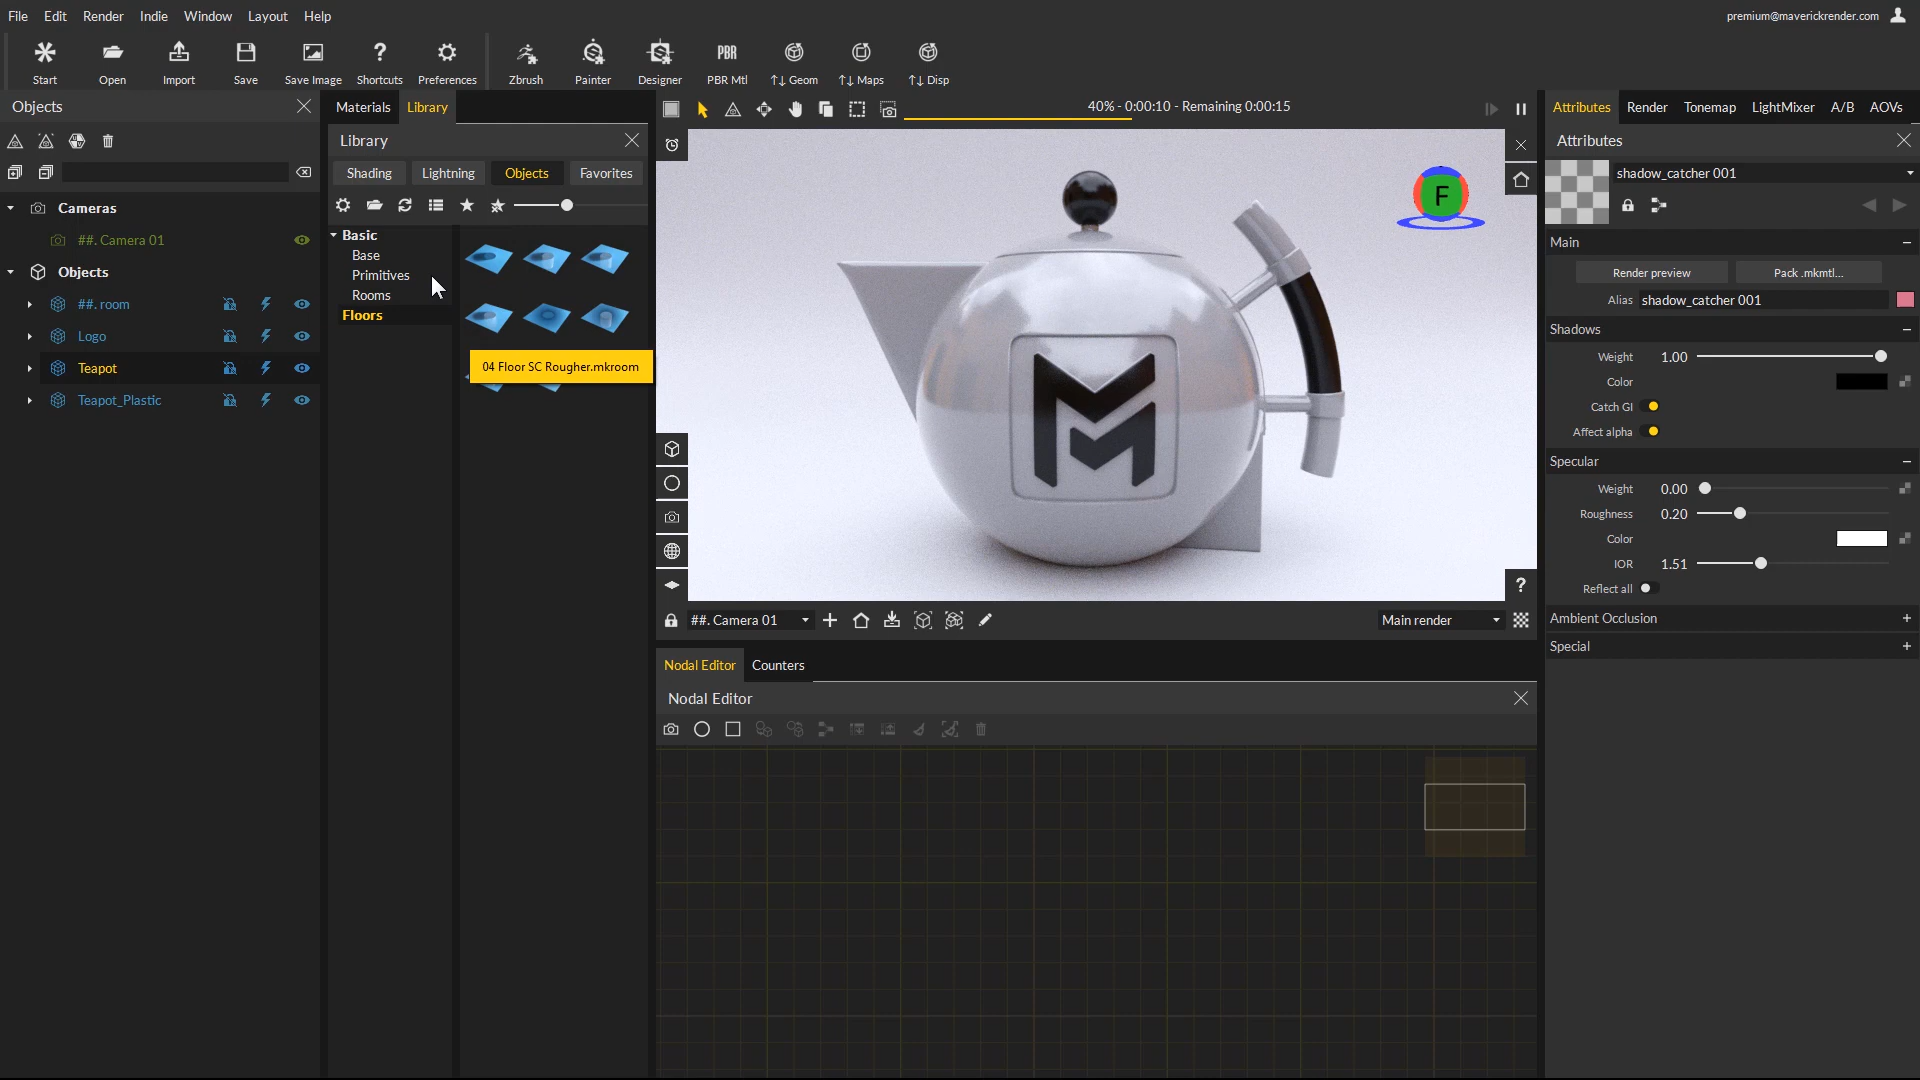 File Edit Render Indie Window Layout Help
premium@maverickrender.com
Start Open Import Save Save Image Shortcuts Preferences Zbrush Painter Designer PBR Mtl ↑↓ Geom ↑↓ Maps ↑↓ Disp
PBR
Objects
Cameras
##. Camera 01
Objects
##. room
Logo
Teapot
Teapot_Plastic
Materials Library
Library
Shading Lightning Objects Favorites
Basic
Base
Primitives
Rooms
Floors
04 Floor SC Rougher.mkroom
40% - 0:00:10 - Remaining 0:00:15
F
M
##. Camera 01
Main render
Nodal Editor Counters
Nodal Editor
Attributes Render Tonemap LightMixer A/B AOVs
Attributes
shadow_catcher 001
Main
Render preview Pack .mkmtl...
Alias shadow_catcher 001
Shadows
Weight 1.00
Color
Catch GI
Affect alpha
Specular
Weight 0.00
Roughness 0.20
Color
IOR 1.51
Reflect all
Ambient Occlusion
Special